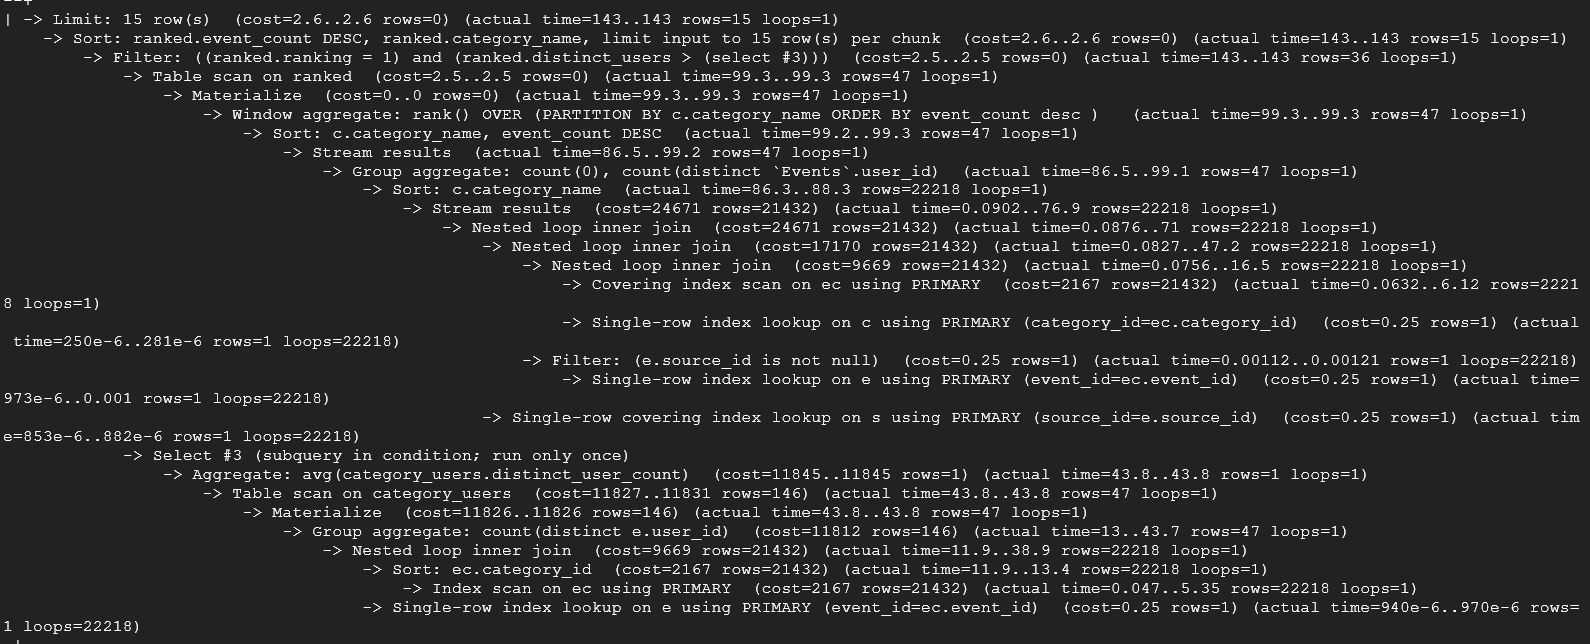 | -> Limit: 15 row(s)  (cost=2.6..2.6 rows=0) (actual time=143..143 rows=15 loops=1)
-> Sort: ranked.event_count DESC, ranked.category_name, limit input to 15 row(s) per chunk  (cost=2.6..2.6 rows=0) (actual time=143..143 rows=15 loops=1)
-> Filter: ((ranked.ranking = 1) and (ranked.distinct_users > (select #3)))  (cost=2.5..2.5 rows=0) (actual time=143..143 rows=36 loops=1)
-> Table scan on ranked  (cost=2.5..2.5 rows=0) (actual time=99.3..99.3 rows=47 loops=1)
-> Materialize  (cost=0..0 rows=0) (actual time=99.3..99.3 rows=47 loops=1)
-> Window aggregate: rank() OVER (PARTITION BY c.category_name ORDER BY event_count desc )   (actual time=99.3..99.3 rows=47 loops=1)
-> Sort: c.category_name, event_count DESC  (actual time=99.2..99.3 rows=47 loops=1)
-> Stream results  (actual time=86.5..99.2 rows=47 loops=1)
-> Group aggregate: count(0), count(distinct `Events`.user_id)  (actual time=86.5..99.1 rows=47 loops=1)
-> Sort: c.category_name  (actual time=86.3..88.3 rows=22218 loops=1)
-> Stream results  (cost=24671 rows=21432) (actual time=0.0902..76.9 rows=22218 loops=1)
-> Nested loop inner join  (cost=24671 rows=21432) (actual time=0.0876..71 rows=22218 loops=1)
-> Nested loop inner join  (cost=17170 rows=21432) (actual time=0.0827..47.2 rows=22218 loops=1)
-> Nested loop inner join  (cost=9669 rows=21432) (actual time=0.0756..16.5 rows=22218 loops=1)
-> Covering index scan on ec using PRIMARY  (cost=2167 rows=21432) (actual time=0.0632..6.12 rows=2221
8 loops=1)
-> Single-row index lookup on c using PRIMARY (category_id=ec.category_id)  (cost=0.25 rows=1) (actual
time=250e-6..281e-6 rows=1 loops=22218)
-> Filter: (e.source_id is not null)  (cost=0.25 rows=1) (actual time=0.00112..0.00121 rows=1 loops=22218)
-> Single-row index lookup on e using PRIMARY (event_id=ec.event_id)  (cost=0.25 rows=1) (actual time=
973e-6..0.001 rows=1 loops=22218)
-> Single-row covering index lookup on s using PRIMARY (source_id=e.source_id)  (cost=0.25 rows=1) (actual tim
e=853e-6..882e-6 rows=1 loops=22218)
-> Select #3 (subquery in condition; run only once)
-> Aggregate: avg(category_users.distinct_user_count)  (cost=11845..11845 rows=1) (actual time=43.8..43.8 rows=1 loops=1)
-> Table scan on category_users  (cost=11827..11831 rows=146) (actual time=43.8..43.8 rows=47 loops=1)
-> Materialize  (cost=11826..11826 rows=146) (actual time=43.8..43.8 rows=47 loops=1)
-> Group aggregate: count(distinct e.user_id)  (cost=11812 rows=146) (actual time=13..43.7 rows=47 loops=1)
-> Nested loop inner join  (cost=9669 rows=21432) (actual time=11.9..38.9 rows=22218 loops=1)
-> Sort: ec.category_id  (cost=2167 rows=21432) (actual time=11.9..13.4 rows=22218 loops=1)
-> Index scan on ec using PRIMARY  (cost=2167 rows=21432) (actual time=0.047..5.35 rows=22218 loops=1)
-> Single-row index lookup on e using PRIMARY (event_id=ec.event_id)  (cost=0.25 rows=1) (actual time=940e-6..970e-6 rows=
1 loops=22218)